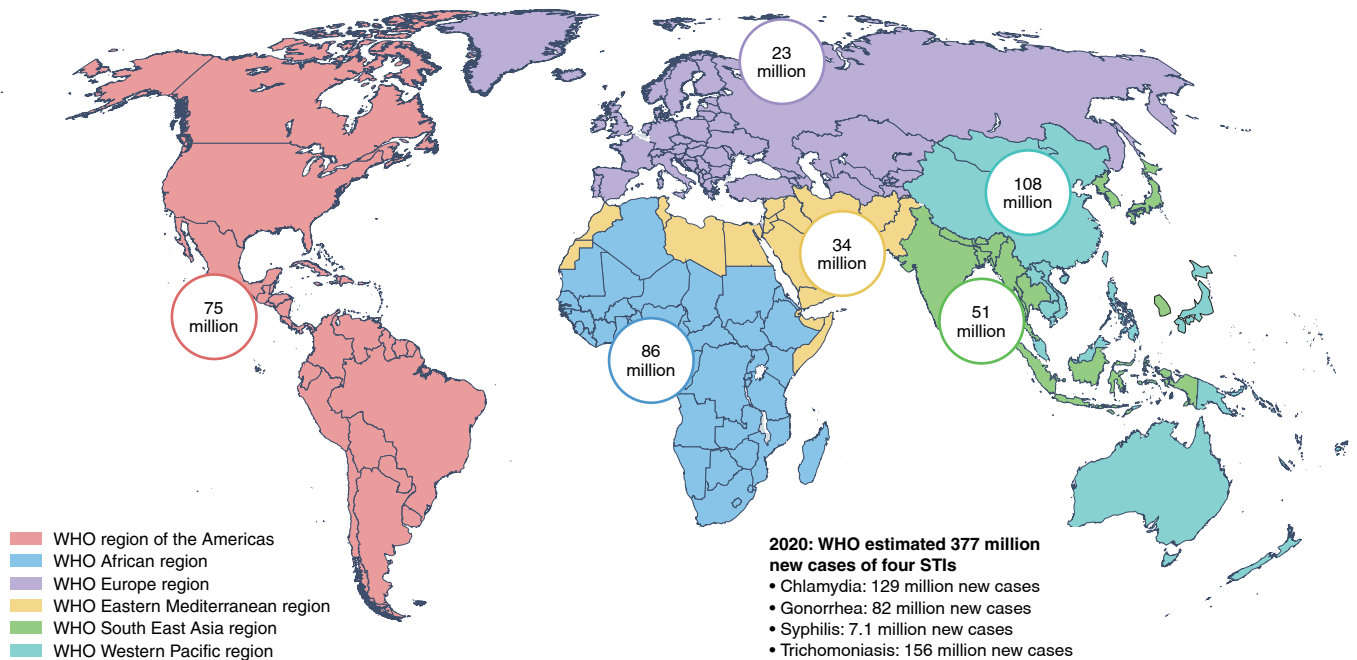 23
million
108
million
34
million
75
million
51
million
86
million
WHO region of the Americas
WHO African region
WHO Europe region
WHO Eastern Mediterranean region
WHO South East Asia region
WHO Western Pacific region
2020: WHO estimated 377 million
new cases of four STIs
• Chlamydia: 129 million new cases
• Gonorrhea: 82 million new cases
• Syphilis: 7.1 million new cases
• Trichomoniasis: 156 million new cases